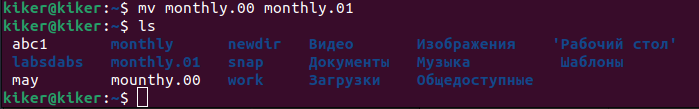 kiker@kiker:~$ mv monthly.00 monthly.01
kiker@kiker:~$ ls
abc1 monthly newdir Видео Изображения 'Рабочий стол'
labsdabs monthly.01 snap Документы Музыка Шаблоны
may mounthy.00 work Загрузки Общедоступные
kiker@kiker:~$